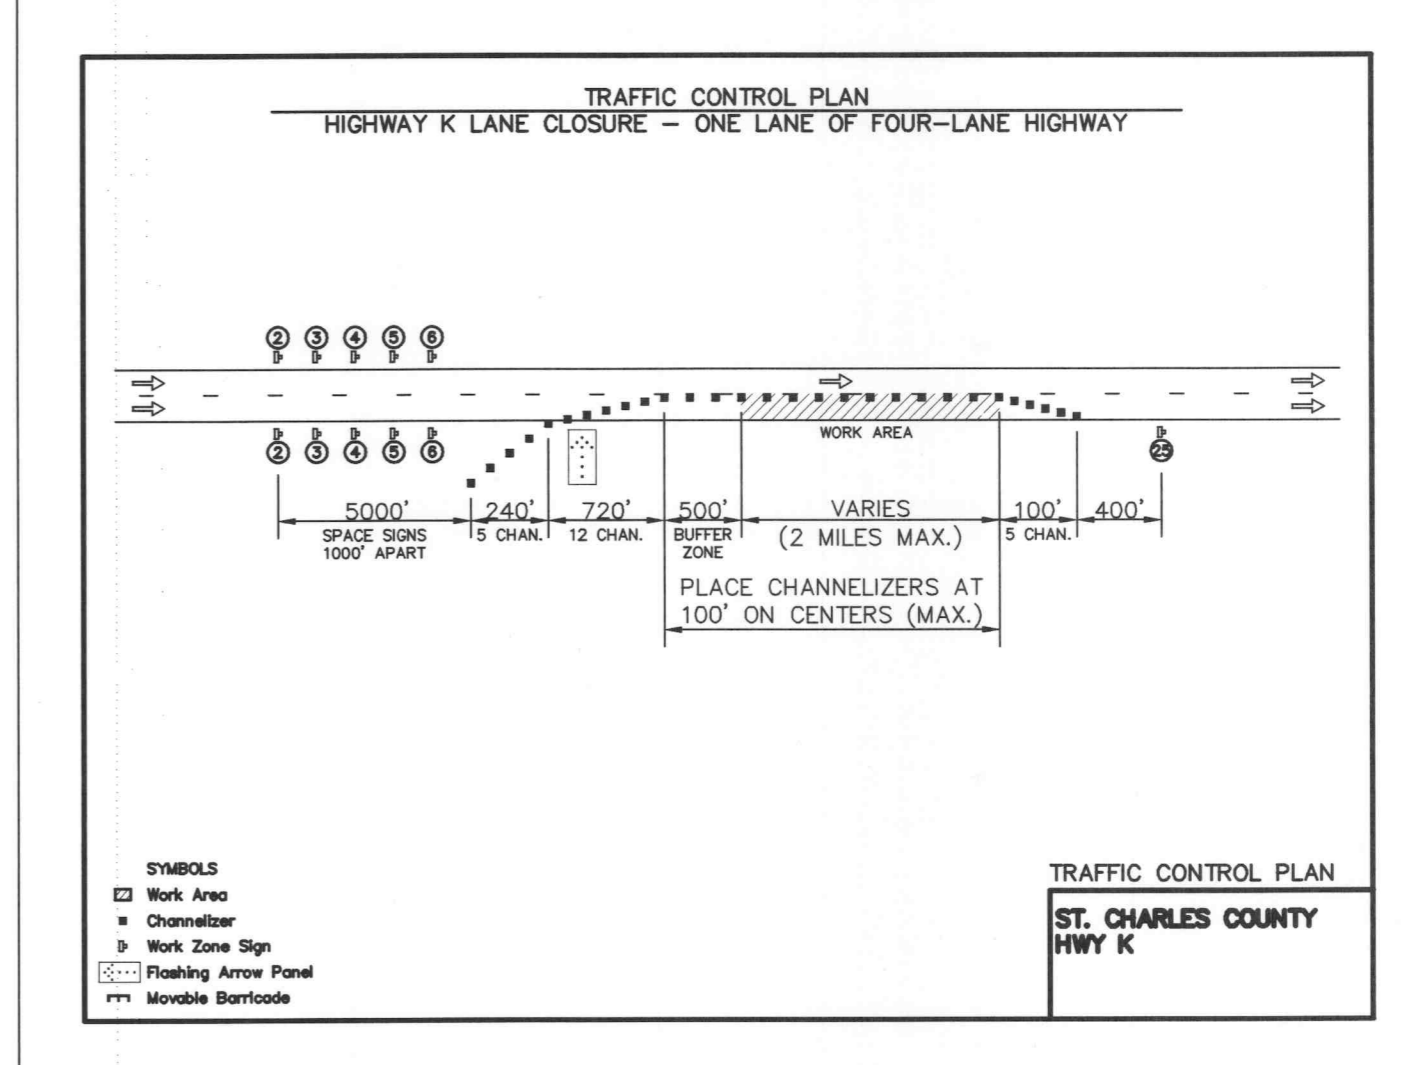 TRAFFIC CONTROL PLAN
HIGHWAY K LANE CLOSURE – ONE LANE OF FOUR-LANE HIGHWAY
2 3 4 5 6
2 3 4 5 6
WORK AREA
25
5000' 240' 720' 500' VARIES 100' 400'
SPACE SIGNS
1000' APART
5 CHAN.
12 CHAN.
BUFFER
ZONE
(2 MILES MAX.)
5 CHAN.
PLACE CHANNELIZERS AT
100' ON CENTERS (MAX.)
SYMBOLS
Work Area
Channelizer
Work Zone Sign
Flashing Arrow Panel
Movable Barricade
TRAFFIC CONTROL PLAN
ST. CHARLES COUNTY
HWY K